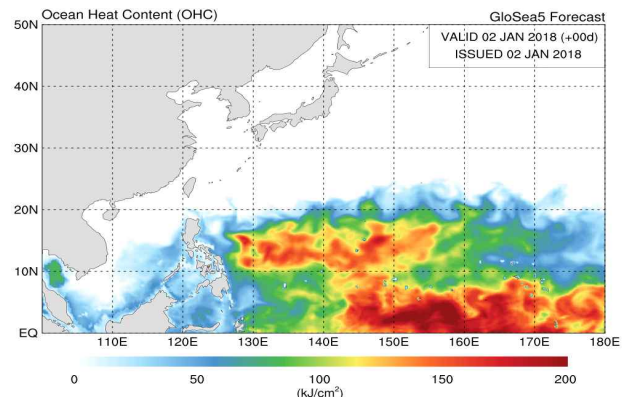 Ocean Heat Content (OHC) GloSea5 Forecast
VALID 02 JAN 2018 (+00d)
ISSUED 02 JAN 2018
50N
40N
30N
20N
10N
EQ
110E 120E 130E 140E 150E 160E 170E 180E
0 50 100 150 200
(kJ/cm²)